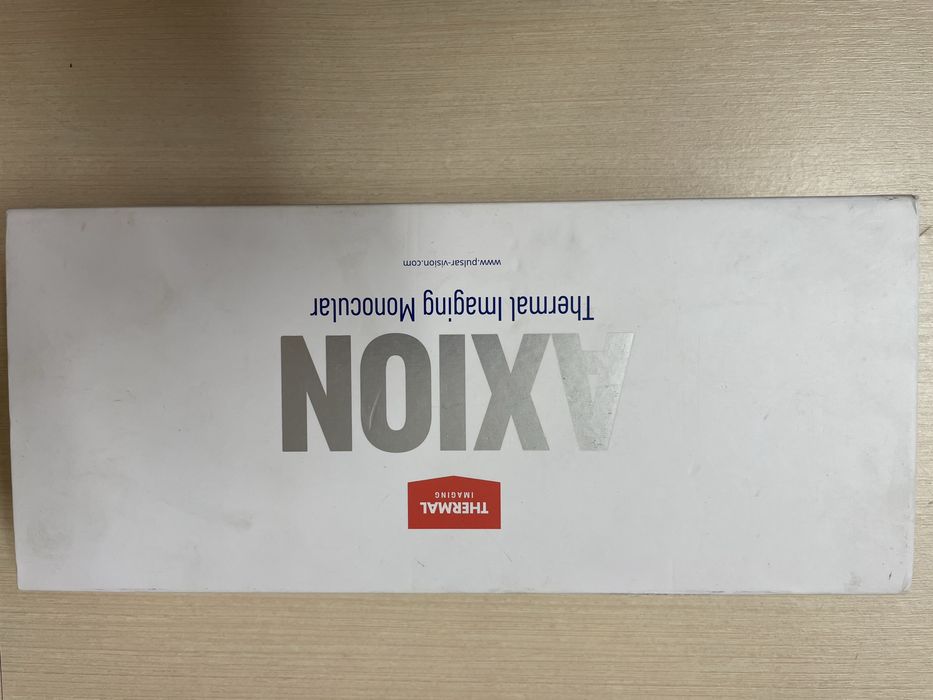 THERMAL
IMAGING
AXION
Thermal Imaging Monocular
www.pulsar-vision.com